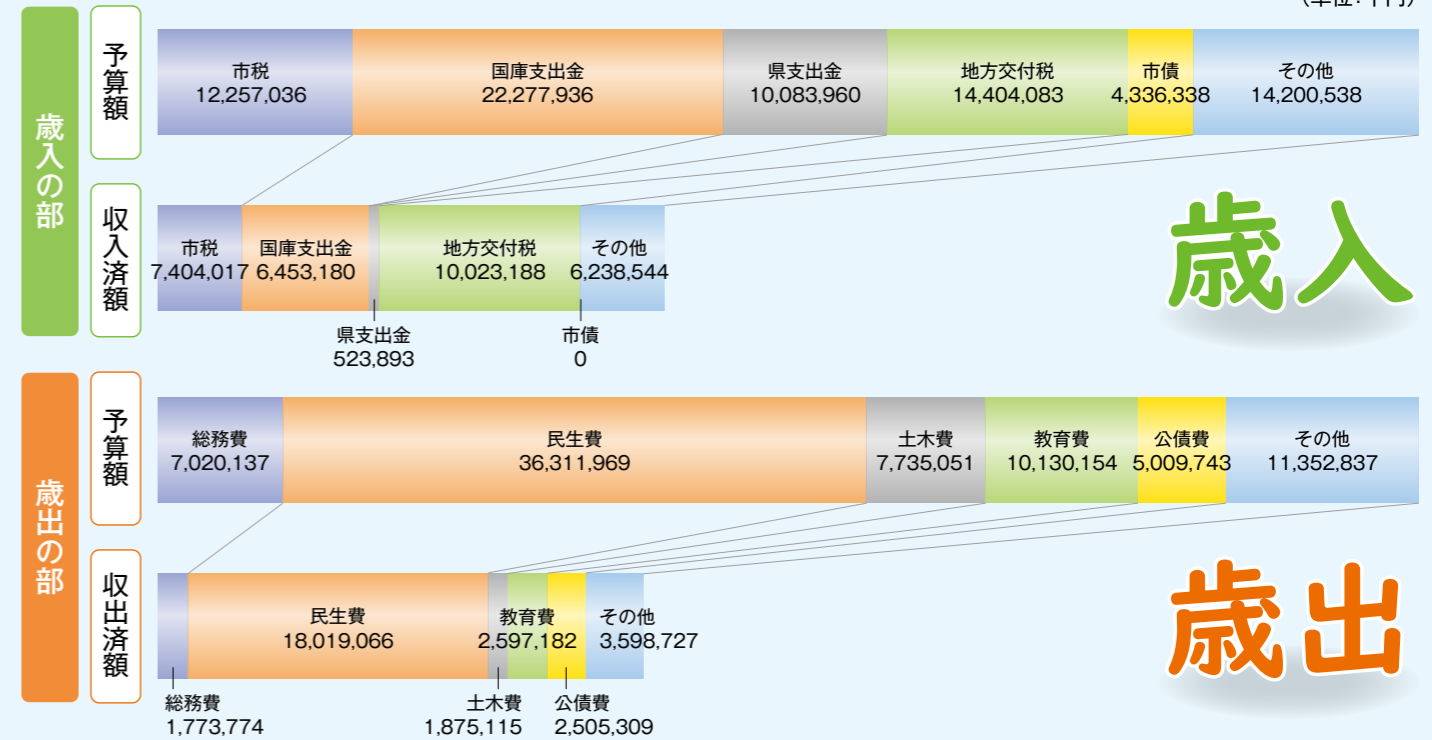 (単位：千円)
歳入の部
予算額
市税
12,257,036
国庫支出金
22,277,936
県支出金
10,083,960
地方交付税
14,404,083
市債
4,336,338
その他
14,200,538
収入済額
市税
7,404,017
国庫支出金
6,453,180
県支出金
523,893
地方交付税
10,023,188
市債
0
その他
6,238,544
歳入
歳出の部
予算額
総務費
7,020,137
民生費
36,311,969
土木費
7,735,051
教育費
10,130,154
公債費
5,009,743
その他
11,352,837
収出済額
総務費
1,773,774
民生費
18,019,066
土木費
1,875,115
教育費
2,597,182
公債費
2,505,309
その他
3,598,727
歳出